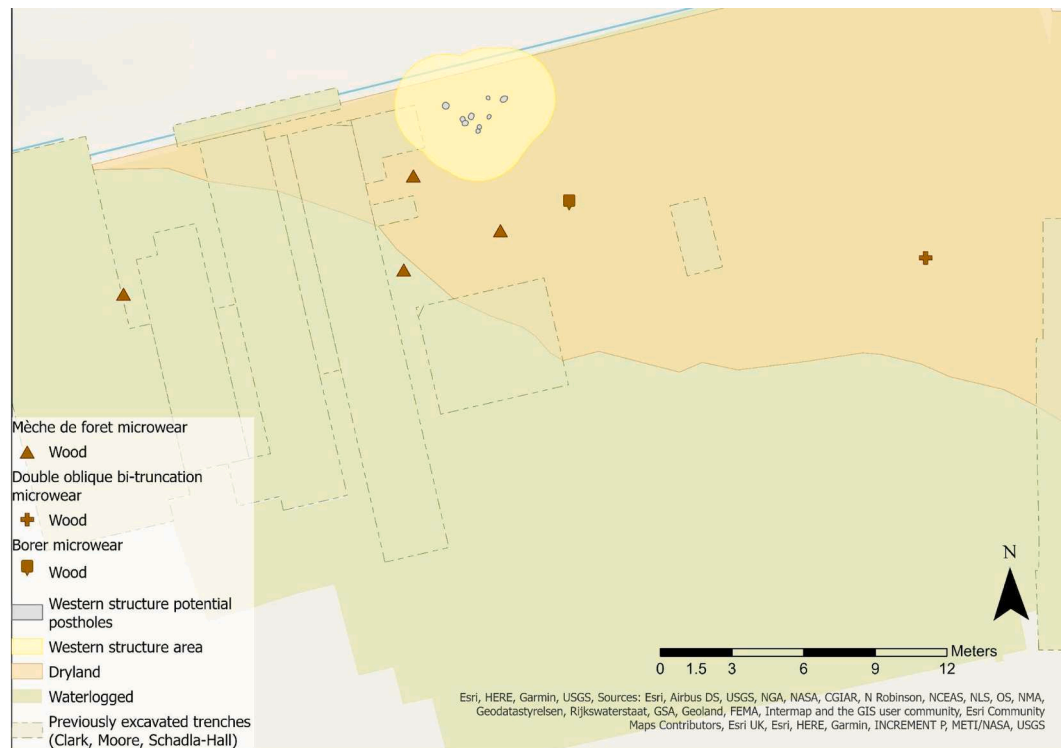 Mèche de foret microwear
Wood
Double oblique bi-truncation
microwear
Wood
Borer microwear
Wood
Western structure potential
postholes
Western structure area
Dryland
Waterlogged
Previously excavated trenches
(Clark, Moore, Schadla-Hall)
N
Meters
0 1.5 3 6 9 12
Esri, HERE, Garmin, USGS, Sources: Esri, Airbus DS, USGS, NGA, NASA, CGIAR, N Robinson, NCEAS, NLS, OS, NMA,
Geodatastyrelsen, Rijkswaterstaat, GSA, Geoland, FEMA, Intermap and the GIS user community, Esri Community
Maps Contributors, Esri UK, Esri, HERE, Garmin, INCREMENT P, METI/NASA, USGS